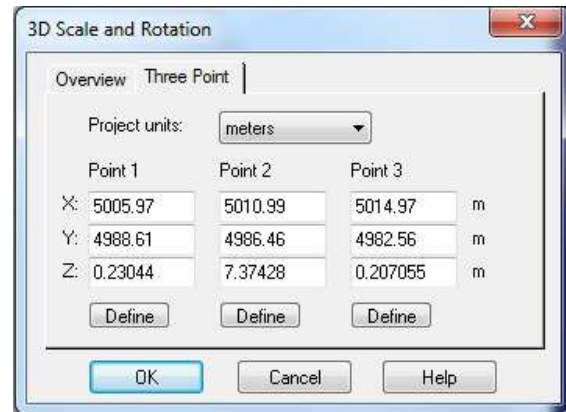 3D Scale and Rotation
Overview Three Point
Project units: meters
Point 1 Point 2 Point 3
X: 5005.97 5010.99 5014.97 m
Y: 4988.61 4986.46 4982.56 m
Z: 0.23044 7.37428 0.207055 m
Define Define Define
OK Cancel Help